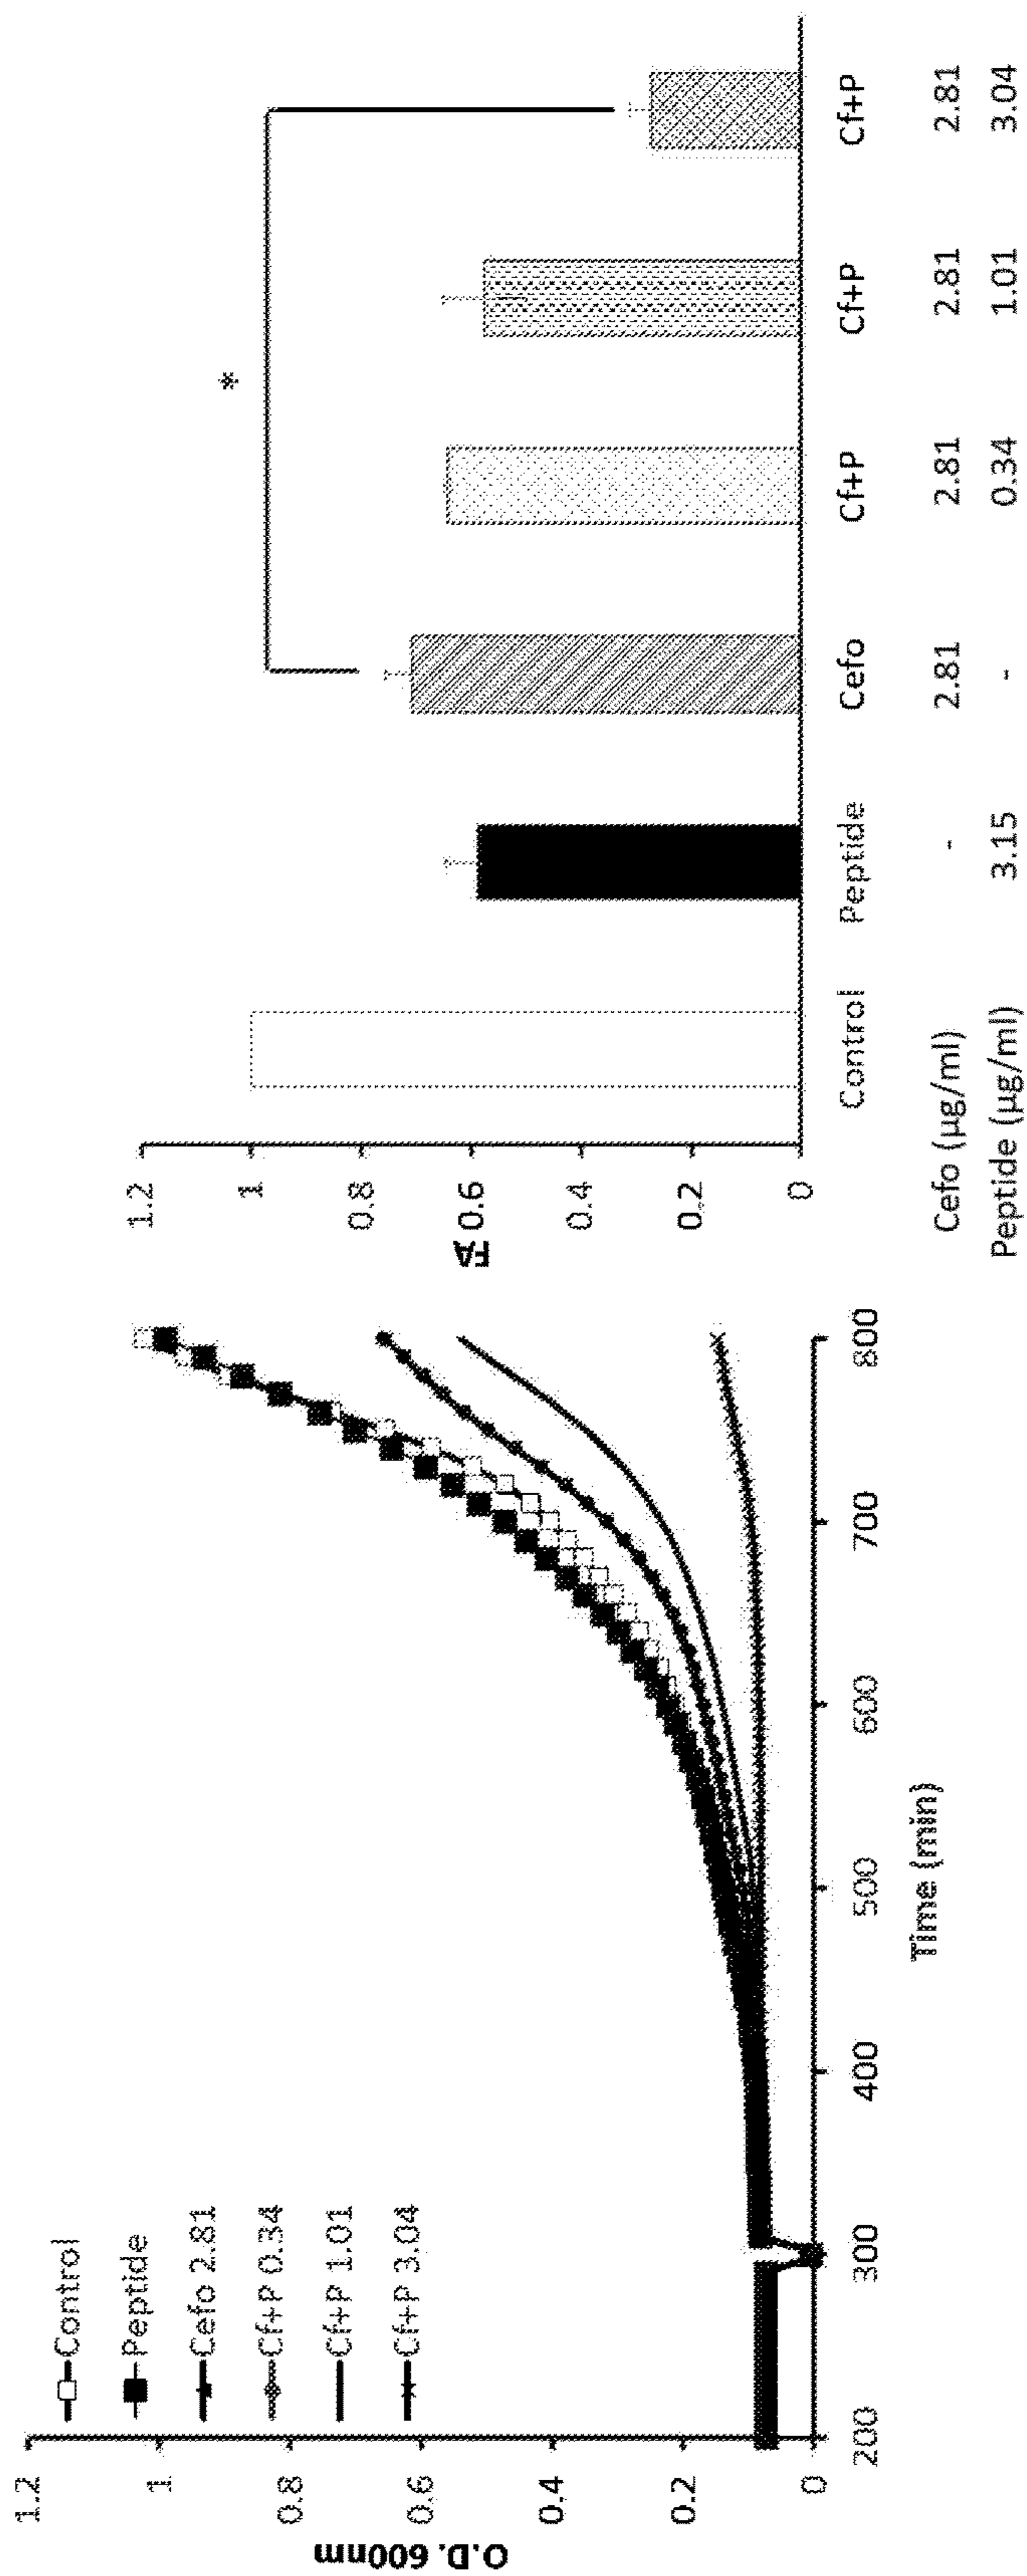 1.2
1
0.8
0.6
0.4
0.2
0
O.D. 600nm
Control
Peptide
Cefo 2.81
Cf+P 0.34
Cf+P 1.01
Cf+P 3.04
200 300 400 500 600 700 800
Time (min)
1.2
1
0.8
0.6
0.4
0.2
0
FA
*
Control Peptide Cefo Cf+P Cf+P Cf+P
Cefo (µg/ml) - 2.81 2.81 2.81 2.81
Peptide (µg/ml) 3.15 - 0.34 1.01 3.04